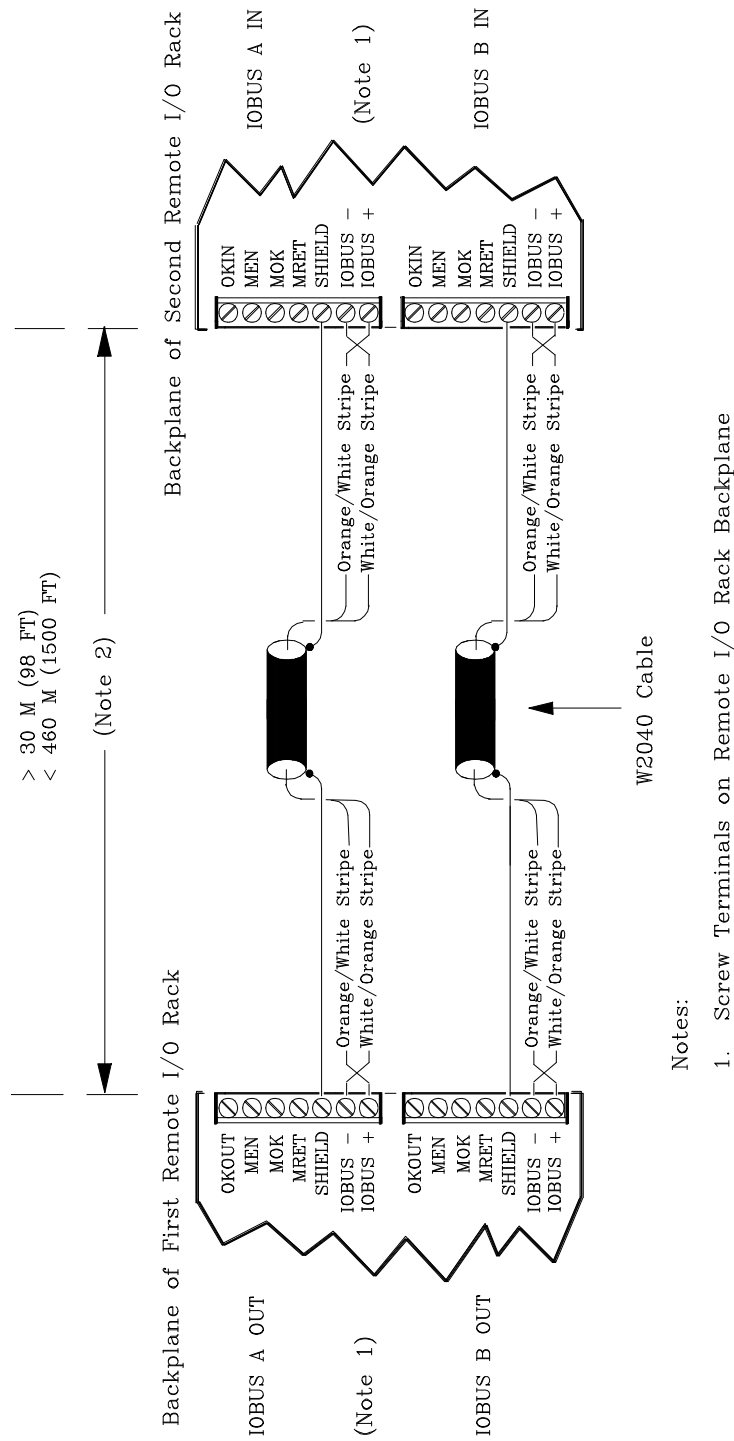 > 30 M (98 FT)
< 460 M (1500 FT)
(Note 2)
Backplane of First Remote I/O Rack
Backplane of Second Remote I/O Rack
IOBUS A OUT
(Note 1)
IOBUS B OUT
OKOUT
MEN
MOK
MRET
SHIELD
IOBUS -
IOBUS +
OKOUT
MEN
MOK
MRET
SHIELD
IOBUS -
IOBUS +
Orange/White Stripe
White/Orange Stripe
Orange/White Stripe
White/Orange Stripe
W2040 Cable
Orange/White Stripe
White/Orange Stripe
Orange/White Stripe
White/Orange Stripe
OKIN
MEN
MOK
MRET
SHIELD
IOBUS -
IOBUS +
OKIN
MEN
MOK
MRET
SHIELD
IOBUS -
IOBUS +
IOBUS A IN
(Note 1)
IOBUS B IN
Notes:
1. Screw Terminals on Remote I/O Rack Backplane